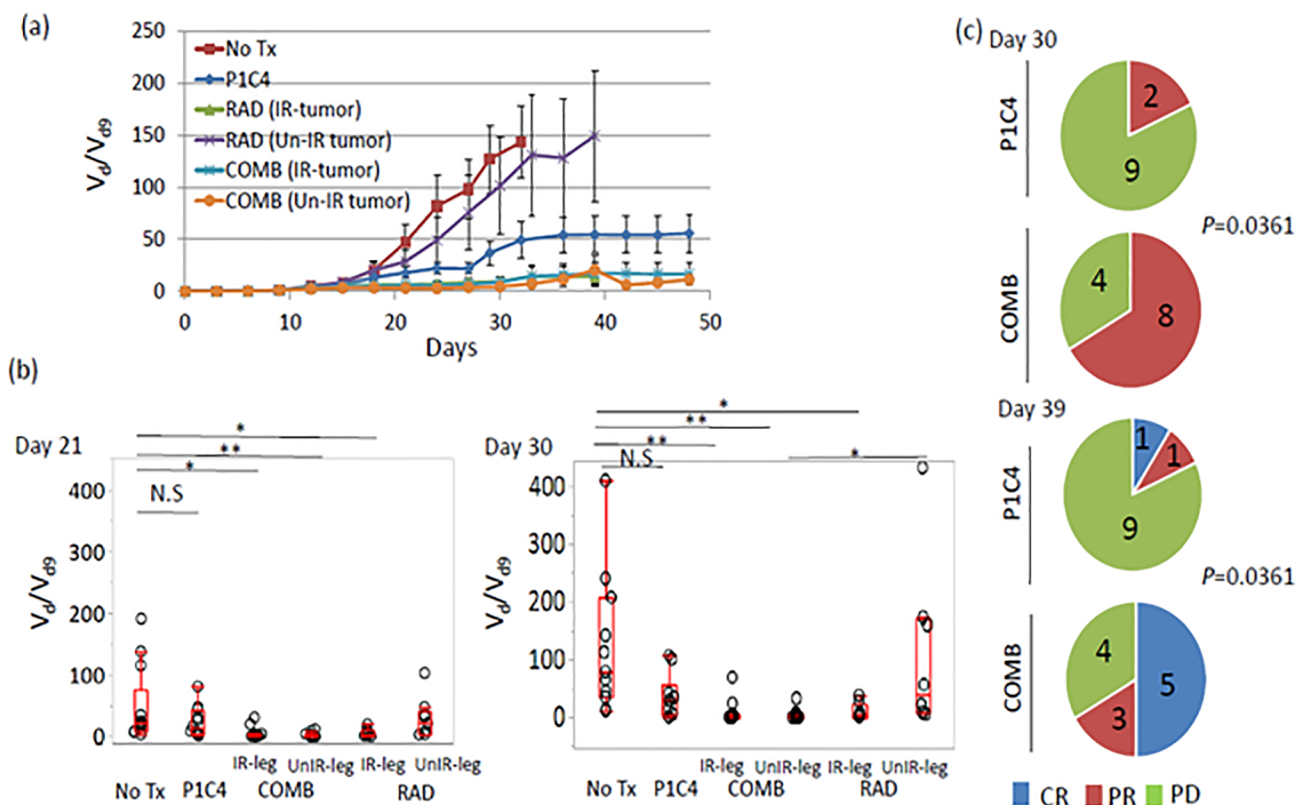 (a)
250
200
150
100
50
0
Vd/Vd9
No Tx
P1C4
RAD (IR-tumor)
RAD (Un-IR tumor)
COMB (IR-tumor)
COMB (Un-IR tumor)
0 10 20 30 40 50
Days
(b)
Day 21
*
**
*
N.S
400
300
200
100
0
Vd/Vd9
IR-leg UnIR-leg IR-leg UnIR-leg
No Tx P1C4 COMB RAD
Day 30
*
**
**
N.S
*
400
300
200
100
0
Vd/Vd9
IR-leg UnIR-leg IR-leg UnIR-leg
No Tx P1C4 COMB RAD
(c)
Day 30
P1C4
2
9
P=0.0361
COMB
4
8
Day 39
P1C4
1
1
9
P=0.0361
COMB
4
5
3
CR PR PD